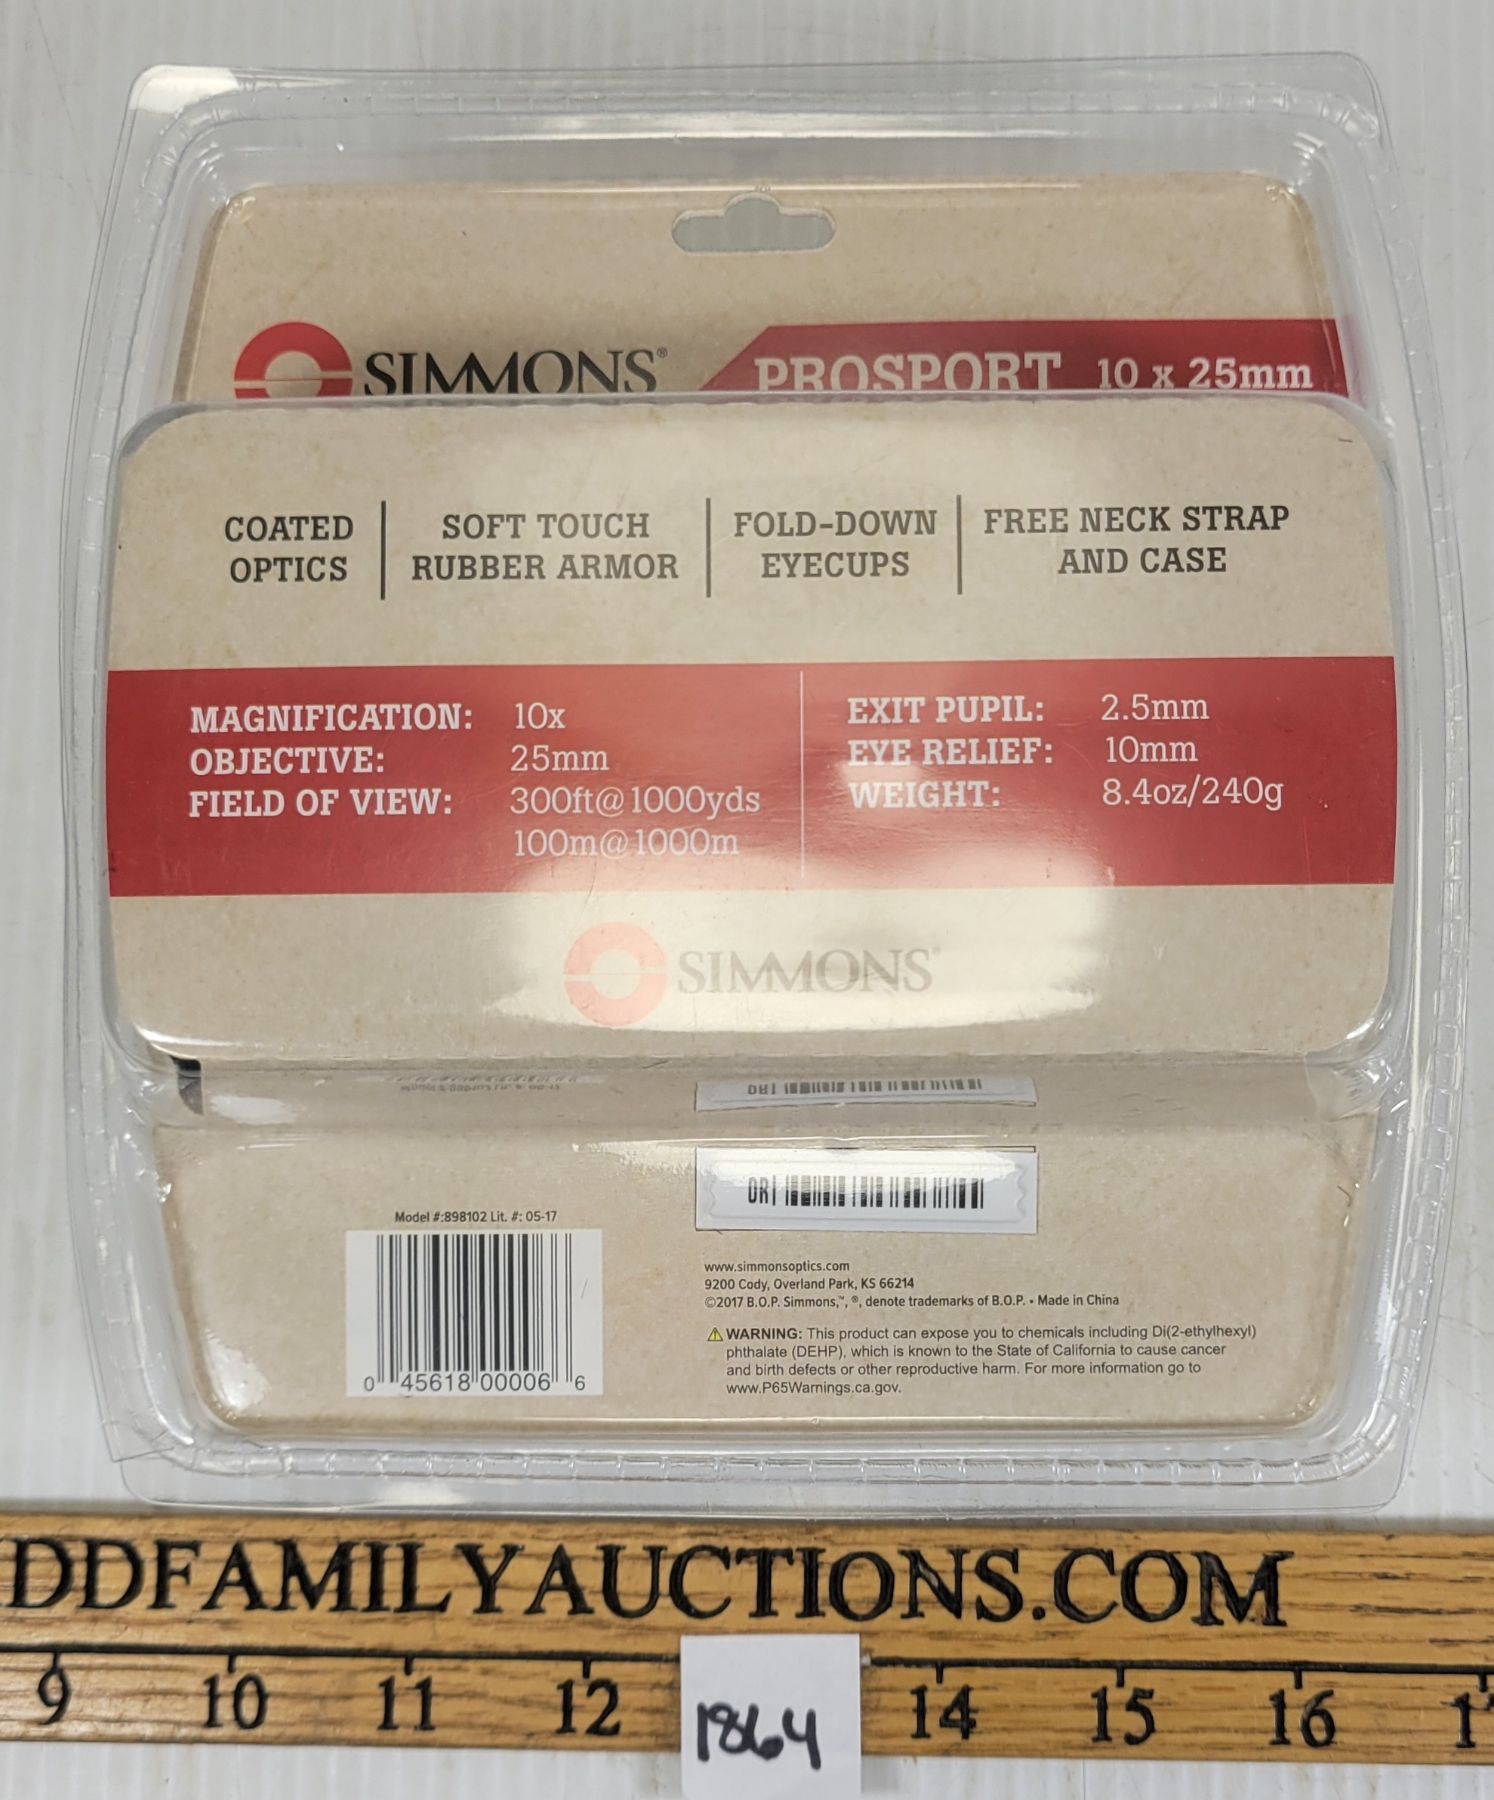 SIMMONS®
PROSPORT 10 x 25mm
COATED
OPTICS
SOFT TOUCH
RUBBER ARMOR
FOLD-DOWN
EYECUPS
FREE NECK STRAP
AND CASE
MAGNIFICATION: 10x
OBJECTIVE: 25mm
FIELD OF VIEW: 300ft@1000yds
100m@1000m
EXIT PUPIL: 2.5mm
EYE RELIEF: 10mm
WEIGHT: 8.4oz/240g
SIMMONS®
Model #:898102 Lit. #: 05-17
0 45618 00006 6
www.simmonsoptics.com
9200 Cody, Overland Park, KS 66214
©2017 B.O.P. Simmons,™, ®, denote trademarks of B.O.P. • Made in China
⚠ WARNING: This product can expose you to chemicals including Di(2-ethylhexyl)
phthalate (DEHP), which is known to the State of California to cause cancer
and birth defects or other reproductive harm. For more information go to
www.P65Warnings.ca.gov.
DDFAMILYAUCTIONS.COM
9 10 11 12 14 15 16
1864